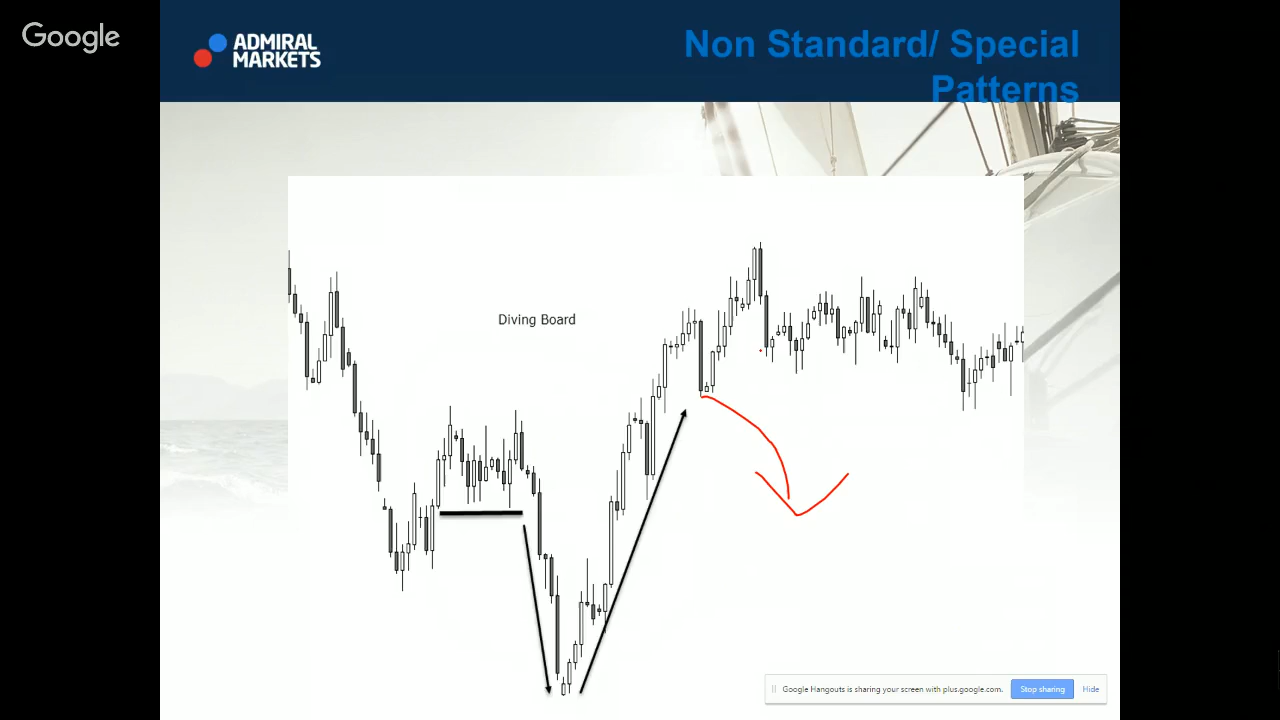 Google
ADMIRAL
MARKETS
Non Standard/ Special
Patterns
Diving Board
Google Hangouts is sharing your screen with plus.google.com.
Stop sharing
Hide